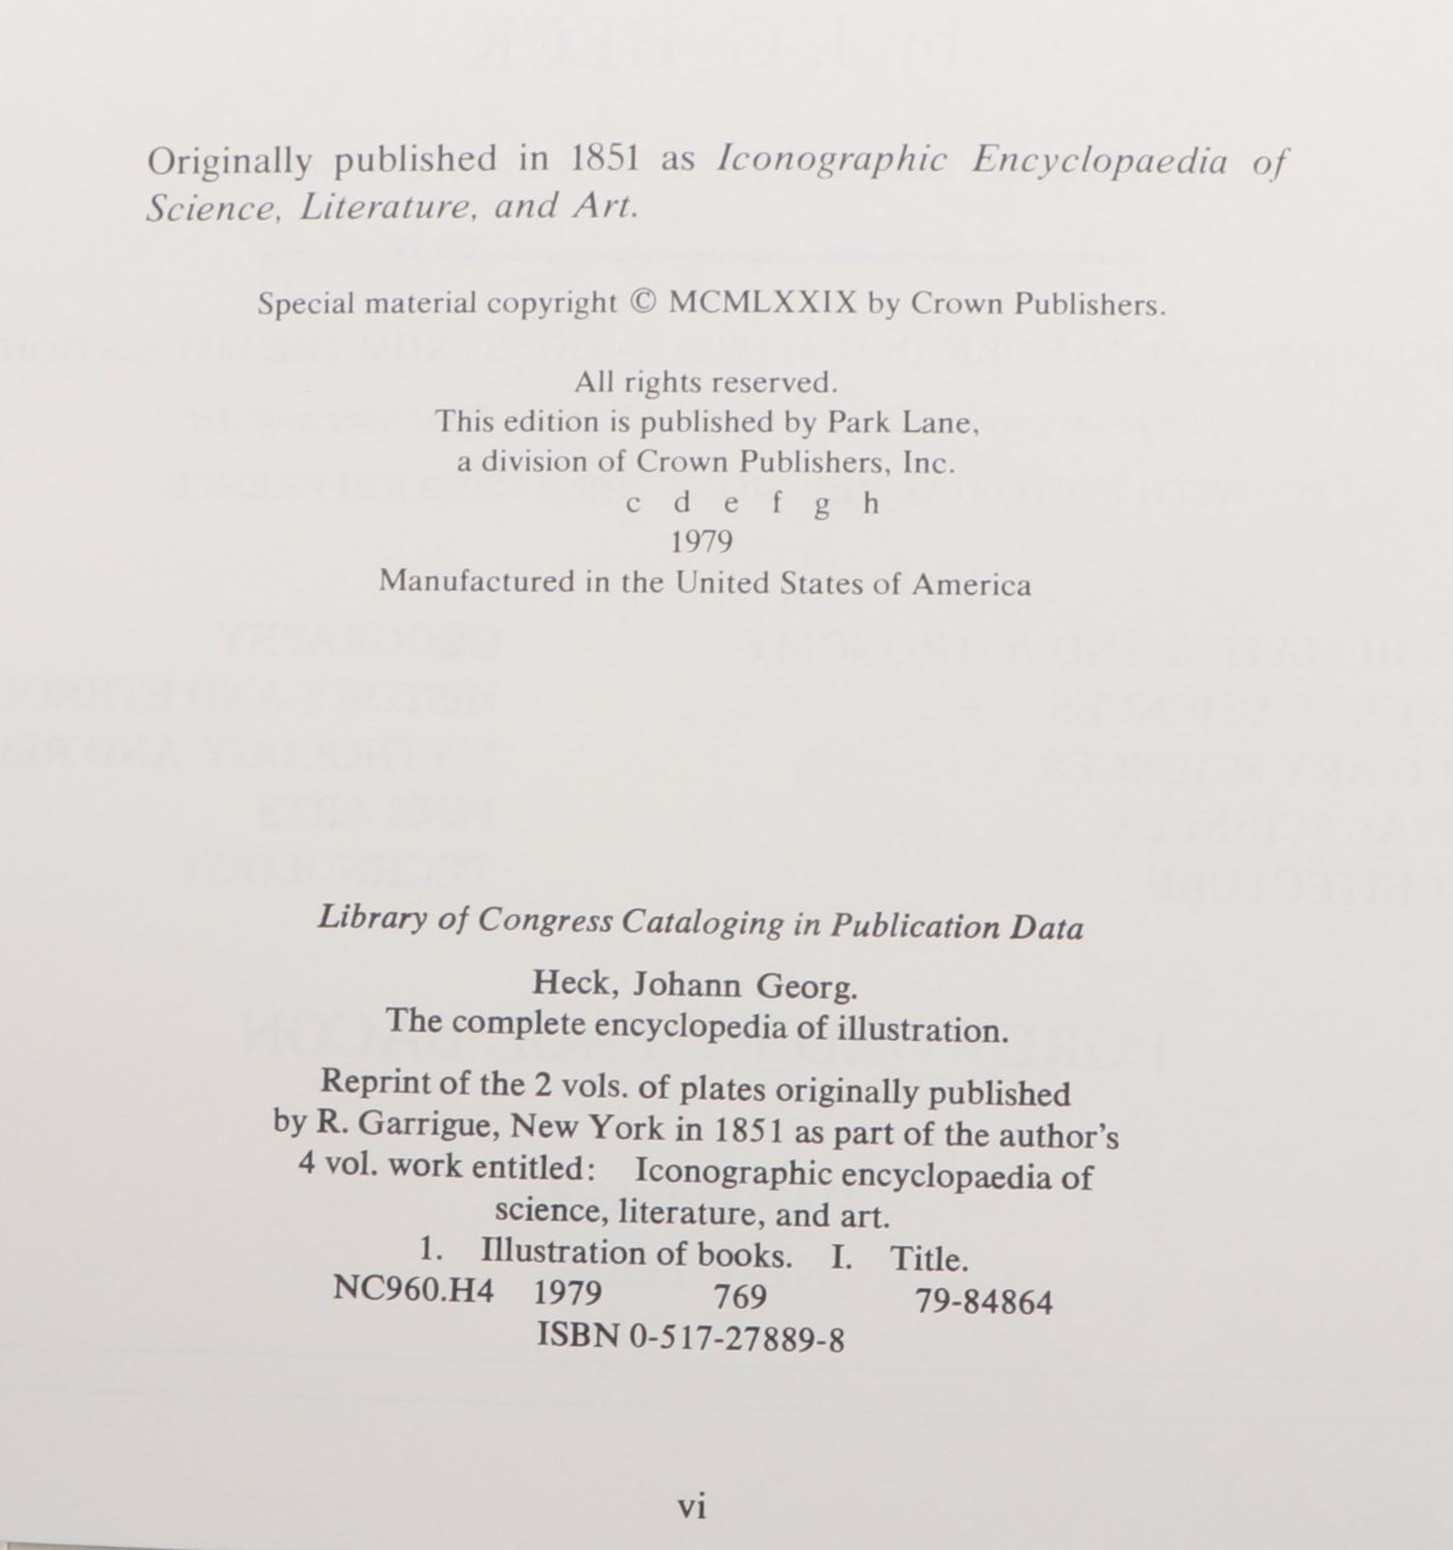 Originally published in 1851 as Iconographic Encyclopaedia of
Science, Literature, and Art.
Special material copyright © MCMLXXIX by Crown Publishers.
All rights reserved.
This edition is published by Park Lane,
a division of Crown Publishers, Inc.
c d e f g h
1979
Manufactured in the United States of America
Library of Congress Cataloging in Publication Data
Heck, Johann Georg.
The complete encyclopedia of illustration.
Reprint of the 2 vols. of plates originally published
by R. Garrigue, New York in 1851 as part of the author's
4 vol. work entitled: Iconographic encyclopaedia of
science, literature, and art.
1. Illustration of books. I. Title.
NC960.H4 1979 769 79-84864
ISBN 0-517-27889-8
vi